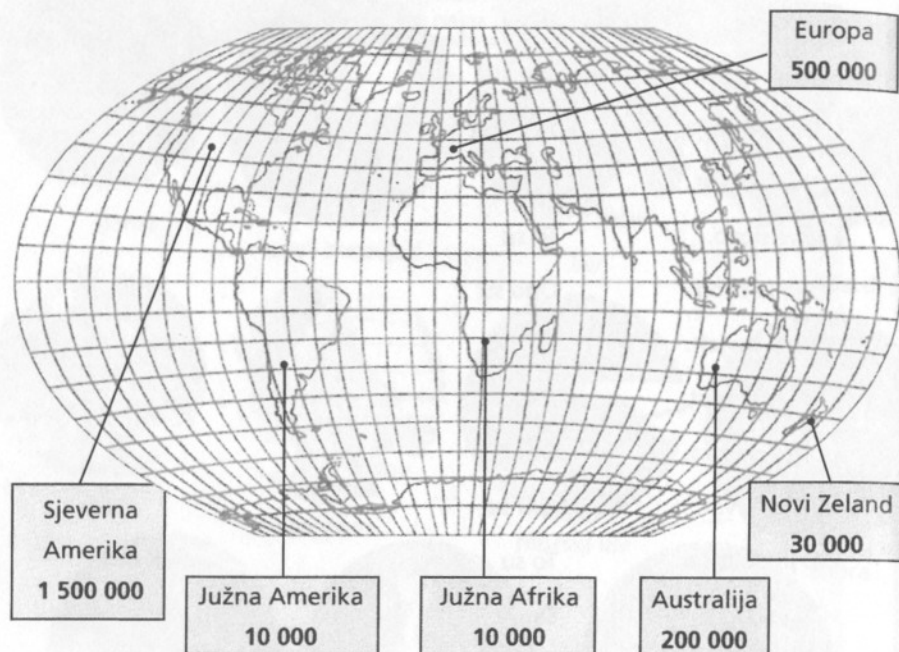 Europa
500 000
Sjeverna
Amerika
1 500 000
Južna Amerika
10 000
Južna Afrika
10 000
Australija
200 000
Novi Zeland
30 000